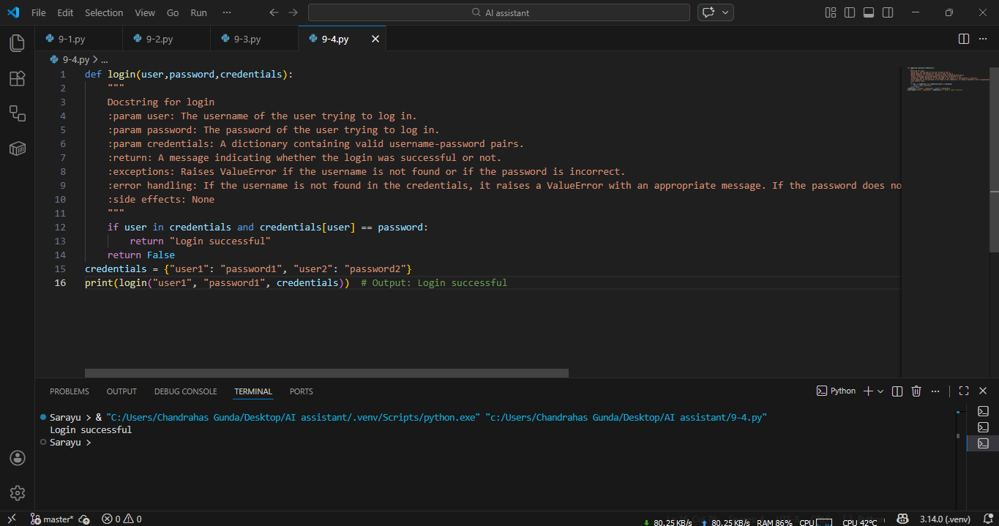 File Edit Selection View Go Run ··· AI assistant
9-1.py 9-2.py 9-3.py 9-4.py
9-4.py > ...
1 def login(user,password,credentials):
2 """
3 Docstring for login
4 :param user: The username of the user trying to log in.
5 :param password: The password of the user trying to log in.
6 :param credentials: A dictionary containing valid username-password pairs.
7 :return: A message indicating whether the login was successful or not.
8 :exceptions: Raises ValueError if the username is not found or if the password is incorrect.
9 :error handling: If the username is not found in the credentials, it raises a ValueError with an appropriate message. If the password does no
10 :side effects: None
11 """
12 if user in credentials and credentials[user] == password:
13 return "Login successful"
14 return False
15 credentials = {"user1": "password1", "user2": "password2"}
16 print(login("user1", "password1", credentials)) # Output: Login successful
PROBLEMS OUTPUT DEBUG CONSOLE TERMINAL PORTS Python
Sarayu > & "C:/Users/Chandrahas Gunda/Desktop/AI assistant/.venv/Scripts/python.exe" "c:/Users/Chandrahas Gunda/Desktop/AI assistant/9-4.py"
Login successful
Sarayu >
master* 0 0 80.25 KB/s 80.25 KB/s RAM 86% CPU CPU 42°C 3.14.0 (.venv)